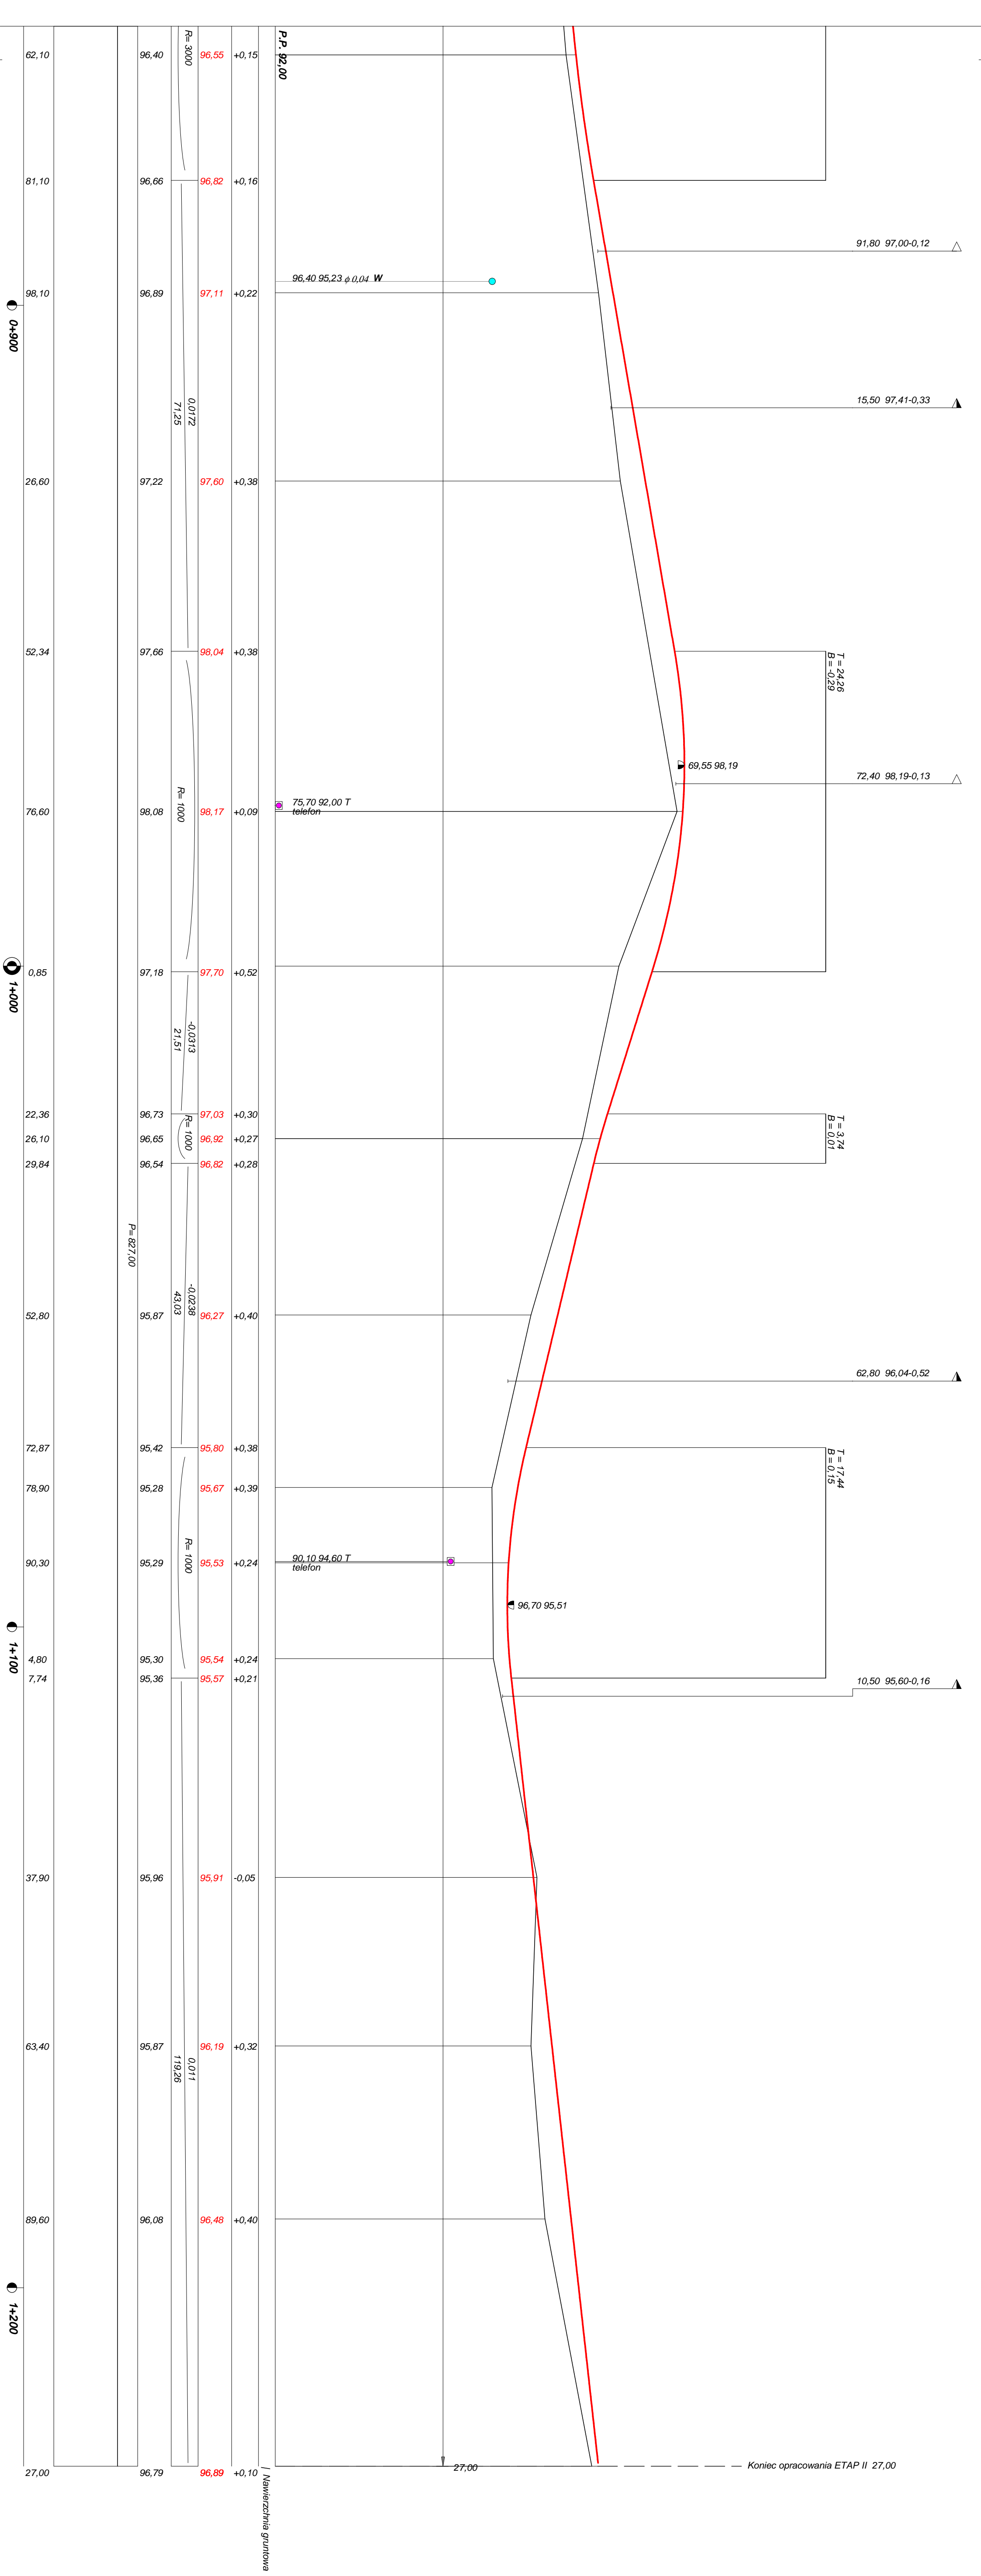 62,10 96,40 96,55 +0,15
R= 3000
P.P. 92,00
81,10 96,66 96,82 +0,16
91,80 97,00-0,12
96,40 95,23 ϕ 0,04 W
98,10 96,89 97,11 +0,22
0+900
0,0172
71,25
15,50 97,41-0,33
26,60 97,22 97,60 +0,38
52,34 97,66 98,04 +0,38
T = 24,26
B = -0,29
69,55 98,19
72,40 98,19-0,13
R= 1000
75,70 92,00 T
telefon
76,60 98,08 98,17 +0,09
0,85 97,18 97,70 +0,52
1+000
-0,0313
21,51
22,36 96,73 97,03 +0,30
R= 1000
T = 3,74
B = 0,01
26,10 96,65 96,92 +0,27
29,84 96,54 96,82 +0,28
P= 827,00
-0,0238
43,03
52,80 95,87 96,27 +0,40
62,80 96,04-0,52
72,87 95,42 95,80 +0,38
T = 17,44
B = 0,15
78,90 95,28 95,67 +0,39
R= 1000
90,10 94,60 T
telefon
90,30 95,29 95,53 +0,24
96,70 95,51
1+100
4,80 95,30 95,54 +0,24
7,74 95,36 95,57 +0,21
10,50 95,60-0,16
37,90 95,96 95,91 -0,05
63,40 95,87 96,19 +0,32
0,011
119,26
89,60 96,08 96,48 +0,40
1+200
27,00 96,79 96,89 +0,10
27,00
Koniec opracowania ETAP II 27,00
Nawierzchnia gruntowa